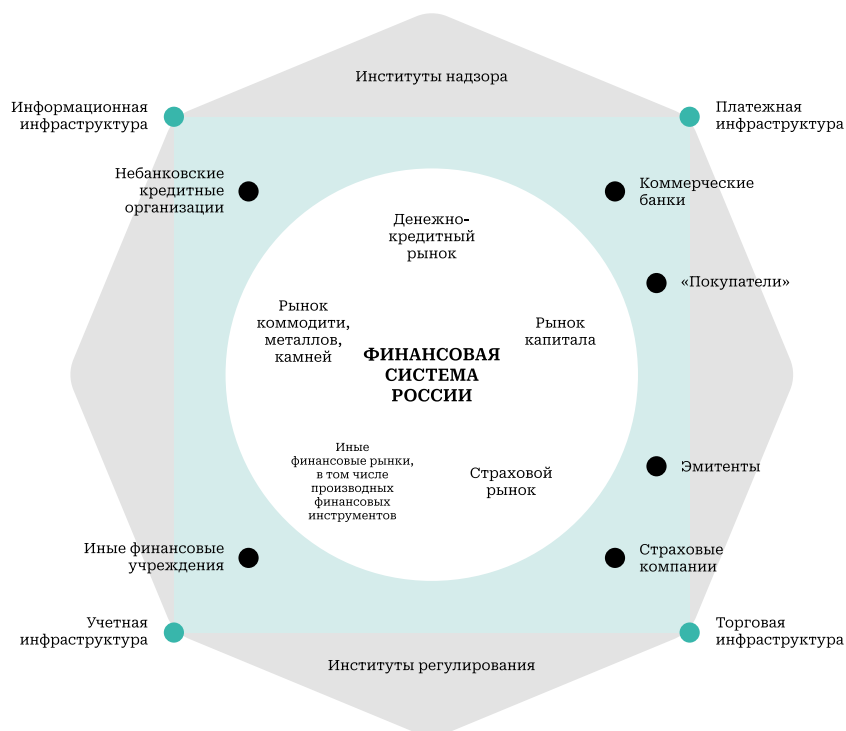 Институты надзора
Информационная
инфраструктура
Платежная
инфраструктура
Небанковские
кредитные
организации
Коммерческие
банки
Денежно-
кредитный
рынок
«Покупатели»
Рынок
коммодити,
металлов,
камней
Рынок
капитала
ФИНАНСОВАЯ
СИСТЕМА
РОССИИ
Иные
финансовые рынки,
в том числе
производных
финансовых
инструментов
Страховой
рынок
Эмитенты
Иные финансовые
учреждения
Страховые
компании
Учетная
инфраструктура
Торговая
инфраструктура
Институты регулирования